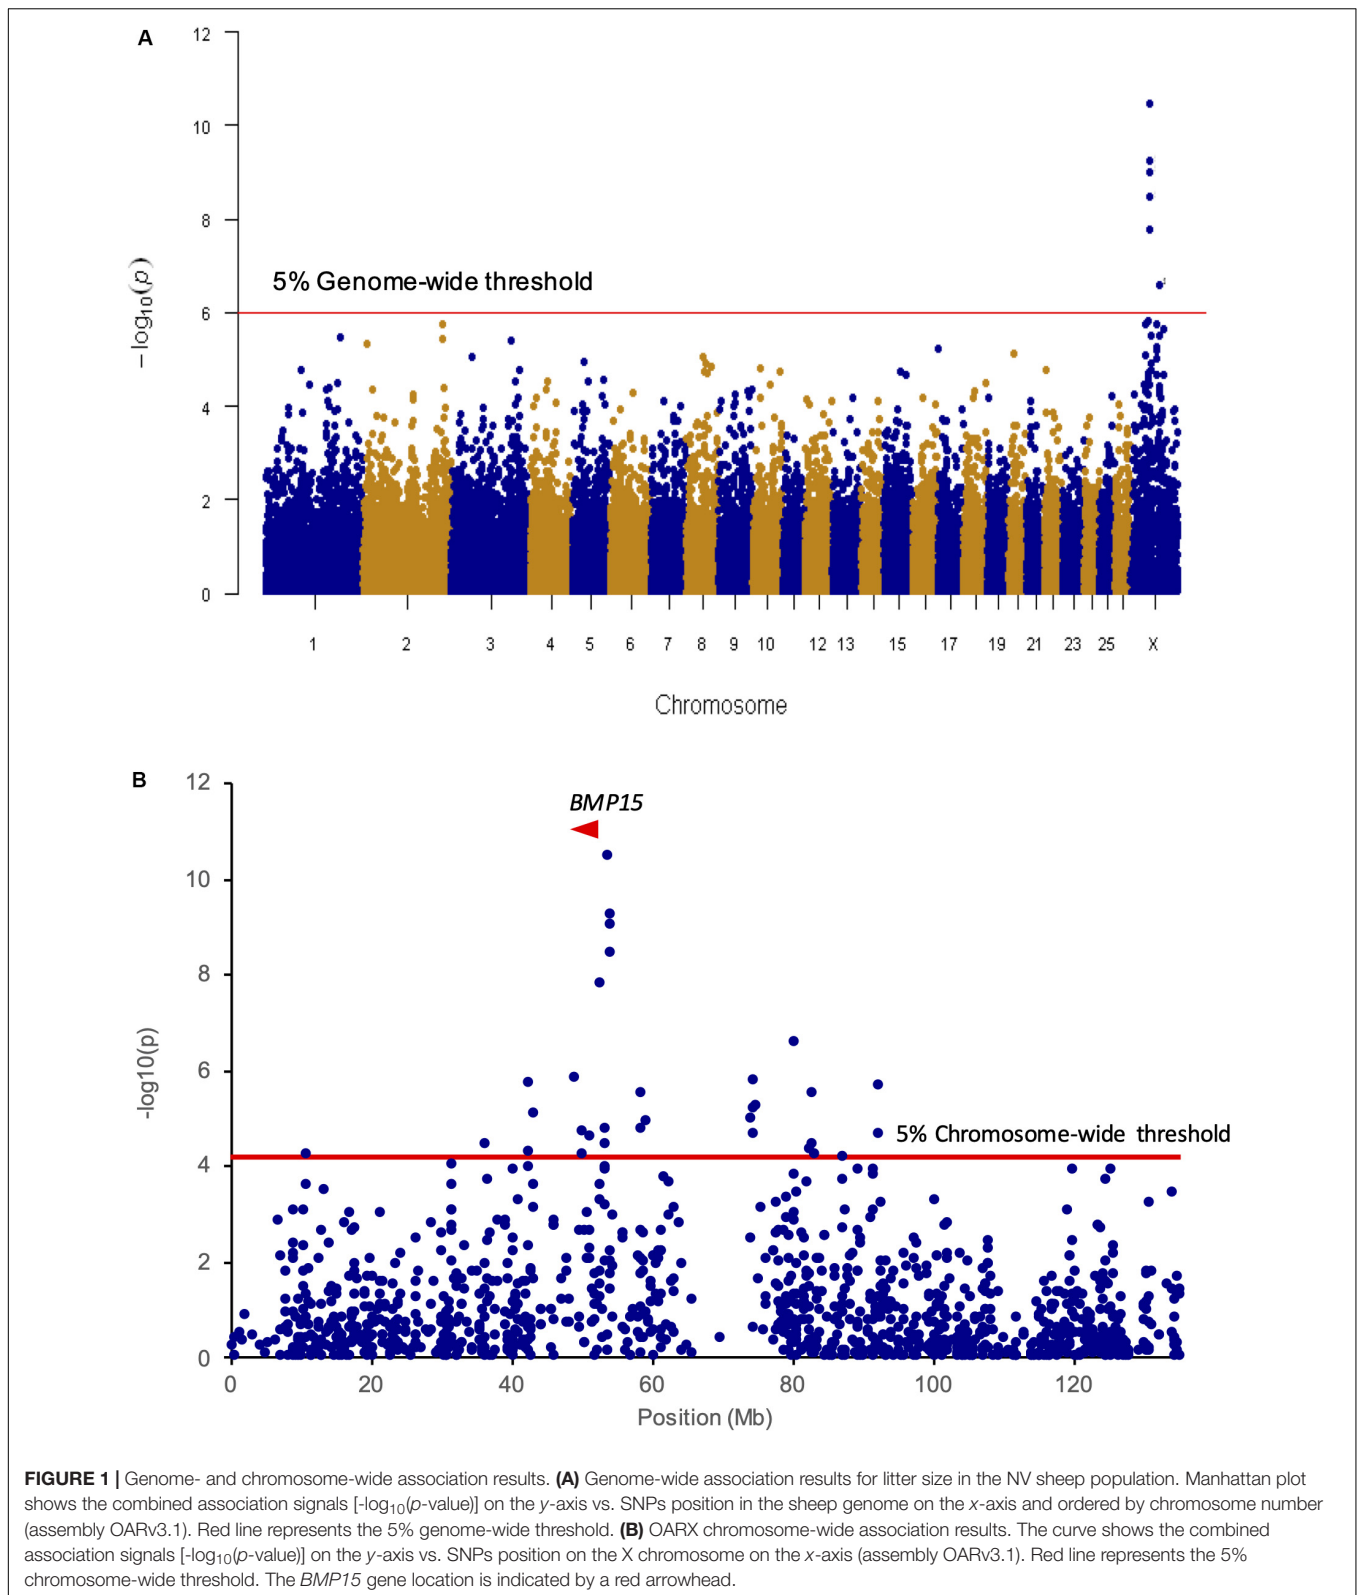 A
12
10
8
6
4
2
0
−log10(p)
5% Genome-wide threshold
1 2 3 4 5 6 7 8 9 10 12 13 15 17 19 21 23 25 X
Chromosome
B
12
10
8
6
4
2
0
-log10(p)
BMP15
5% Chromosome-wide threshold
0 20 40 60 80 100 120
Position (Mb)
FIGURE 1 | Genome- and chromosome-wide association results. (A) Genome-wide association results for litter size in the NV sheep population. Manhattan plot
shows the combined association signals [-log10(p-value)] on the y-axis vs. SNPs position in the sheep genome on the x-axis and ordered by chromosome number
(assembly OARv3.1). Red line represents the 5% genome-wide threshold. (B) OARX chromosome-wide association results. The curve shows the combined
association signals [-log10(p-value)] on the y-axis vs. SNPs position on the X chromosome on the x-axis (assembly OARv3.1). Red line represents the 5%
chromosome-wide threshold. The BMP15 gene location is indicated by a red arrowhead.